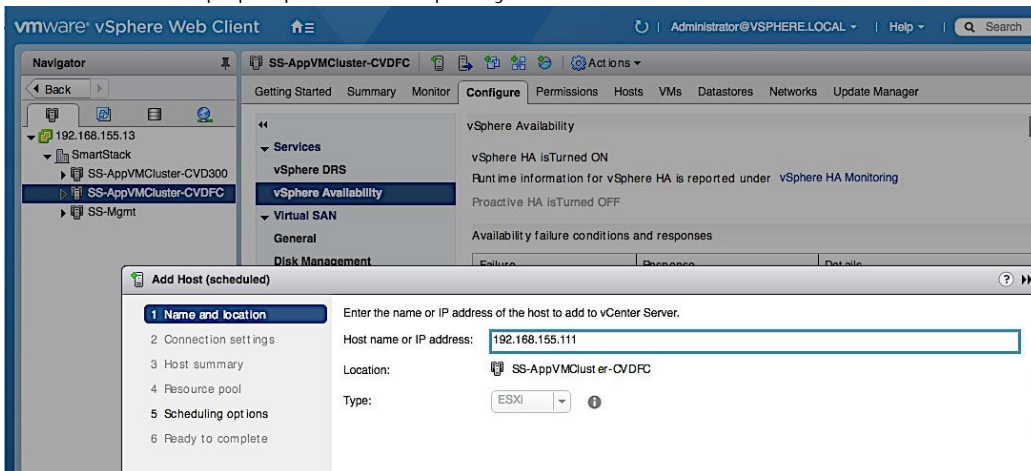 vmware® vSphere Web Client
Administrator@VSPHERE.LOCAL
Help
Search
Navigator
SS-AppVMCluster-CVDFC
Actions
Back
Getting Started Summary Monitor Configure Permissions Hosts VMs Datastores Networks Update Manager
192.168.155.13
SmartStack
SS-AppVMCluster-CVD300
SS-AppVMCluster-CVDFC
SS-Mgmt
Services
vSphere DRS
vSphere Availability
Virtual SAN
General
Disk Management
vSphere Availability
vSphere HA isTurned ON
Runtime information for vSphere HA is reported under vSphere HA Monitoring
Proactive HA isTurned OFF
Availability failure conditions and responses
Failure Response Details
Add Host (scheduled)
1 Name and location
2 Connection settings
3 Host summary
4 Resource pool
5 Scheduling options
6 Ready to complete
Enter the name or IP address of the host to add to vCenter Server.
Host name or IP address: 192.168.155.111
Location: SS-AppVMCluster-CVDFC
Type: ESXi